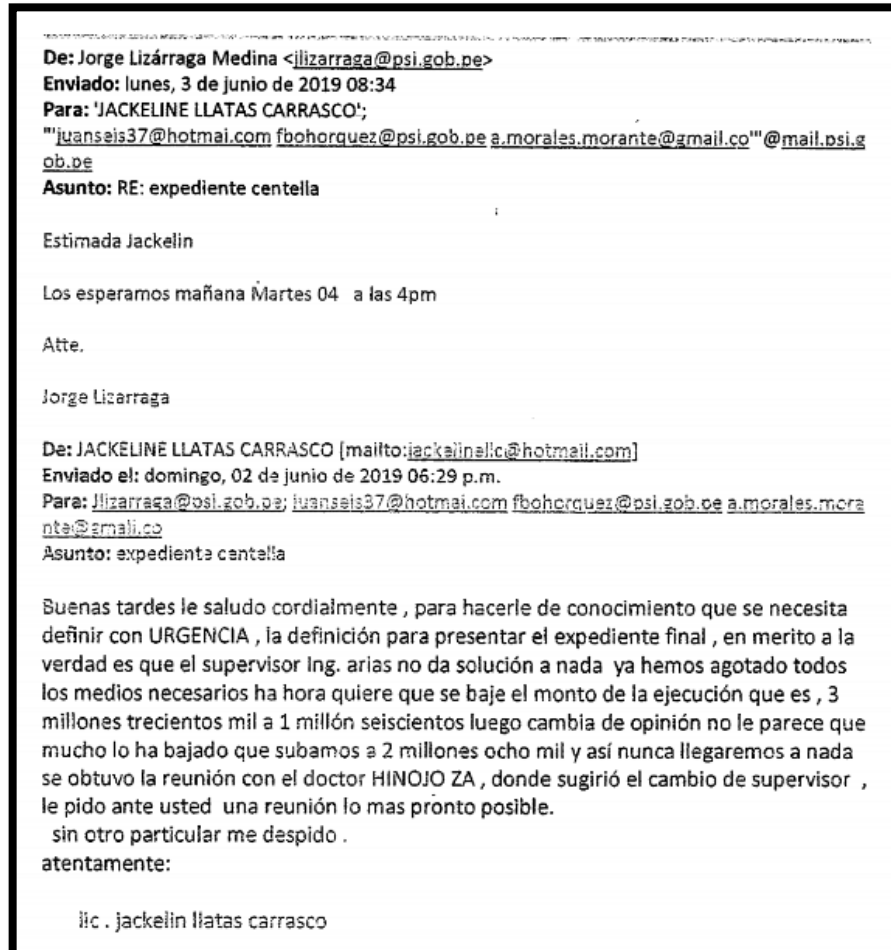 De: Jorge Lizárraga Medina <jlizarraga@psi.gob.pe>
Enviado: lunes, 3 de junio de 2019 08:34
Para: 'JACKELINE LLATAS CARRASCO';
"'juanseis37@hotmai.com fbohorquez@psi.gob.pe a.morales.morante@gmail.co'"@mail.psi.g
ob.pe
Asunto: RE: expediente centella
Estimada Jackelin
Los esperamos mañana Martes 04 a las 4pm
Atte.
Jorge Lizarraga
De: JACKELINE LLATAS CARRASCO [mailto:jackelinellc@hotmail.com]
Enviado el: domingo, 02 de junio de 2019 06:29 p.m.
Para: Jlizarraga@psi.gob.pe; juanseis37@hotmai.com fbohorquez@psi.gob.pe a.morales.mora
nte@gmail.co
Asunto: expediente centella
Buenas tardes le saludo cordialmente , para hacerle de conocimiento que se necesita
definir con URGENCIA , la definición para presentar el expediente final , en merito a la
verdad es que el supervisor Ing. arias no da solución a nada ya hemos agotado todos
los medios necesarios ha hora quiere que se baje el monto de la ejecución que es , 3
millones trecientos mil a 1 millón seiscientos luego cambia de opinión no le parece que
mucho lo ha bajado que subamos a 2 millones ocho mil y así nunca llegaremos a nada
se obtuvo la reunión con el doctor HINOJO ZA , donde sugirió el cambio de supervisor ,
le pido ante usted una reunión lo mas pronto posible.
sin otro particular me despido .
atentamente:
lic . jackelin llatas carrasco